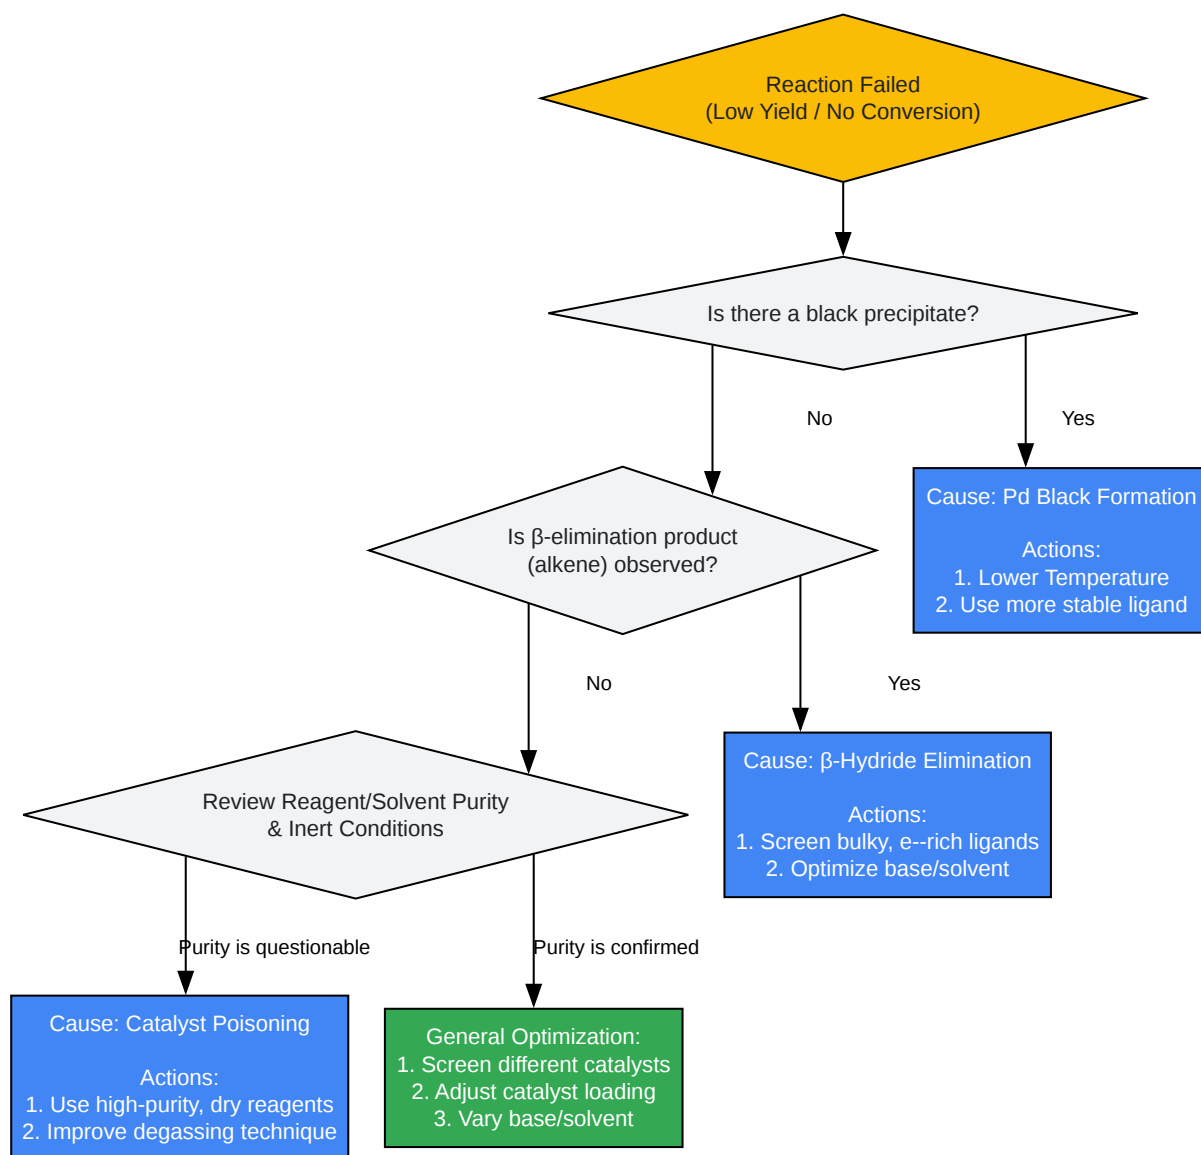 Reaction Failed
(Low Yield / No Conversion)
Is there a black precipitate?
No
Yes
Is β-elimination product
(alkene) observed?
Cause: Pd Black Formation
Actions:
1. Lower Temperature
2. Use more stable ligand
No
Yes
Review Reagent/Solvent Purity
& Inert Conditions
Cause: β-Hydride Elimination
Actions:
1. Screen bulky, e--rich ligands
2. Optimize base/solvent
Purity is questionable
Purity is confirmed
Cause: Catalyst Poisoning
Actions:
1. Use high-purity, dry reagents
2. Improve degassing technique
General Optimization:
1. Screen different catalysts
2. Adjust catalyst loading
3. Vary base/solvent